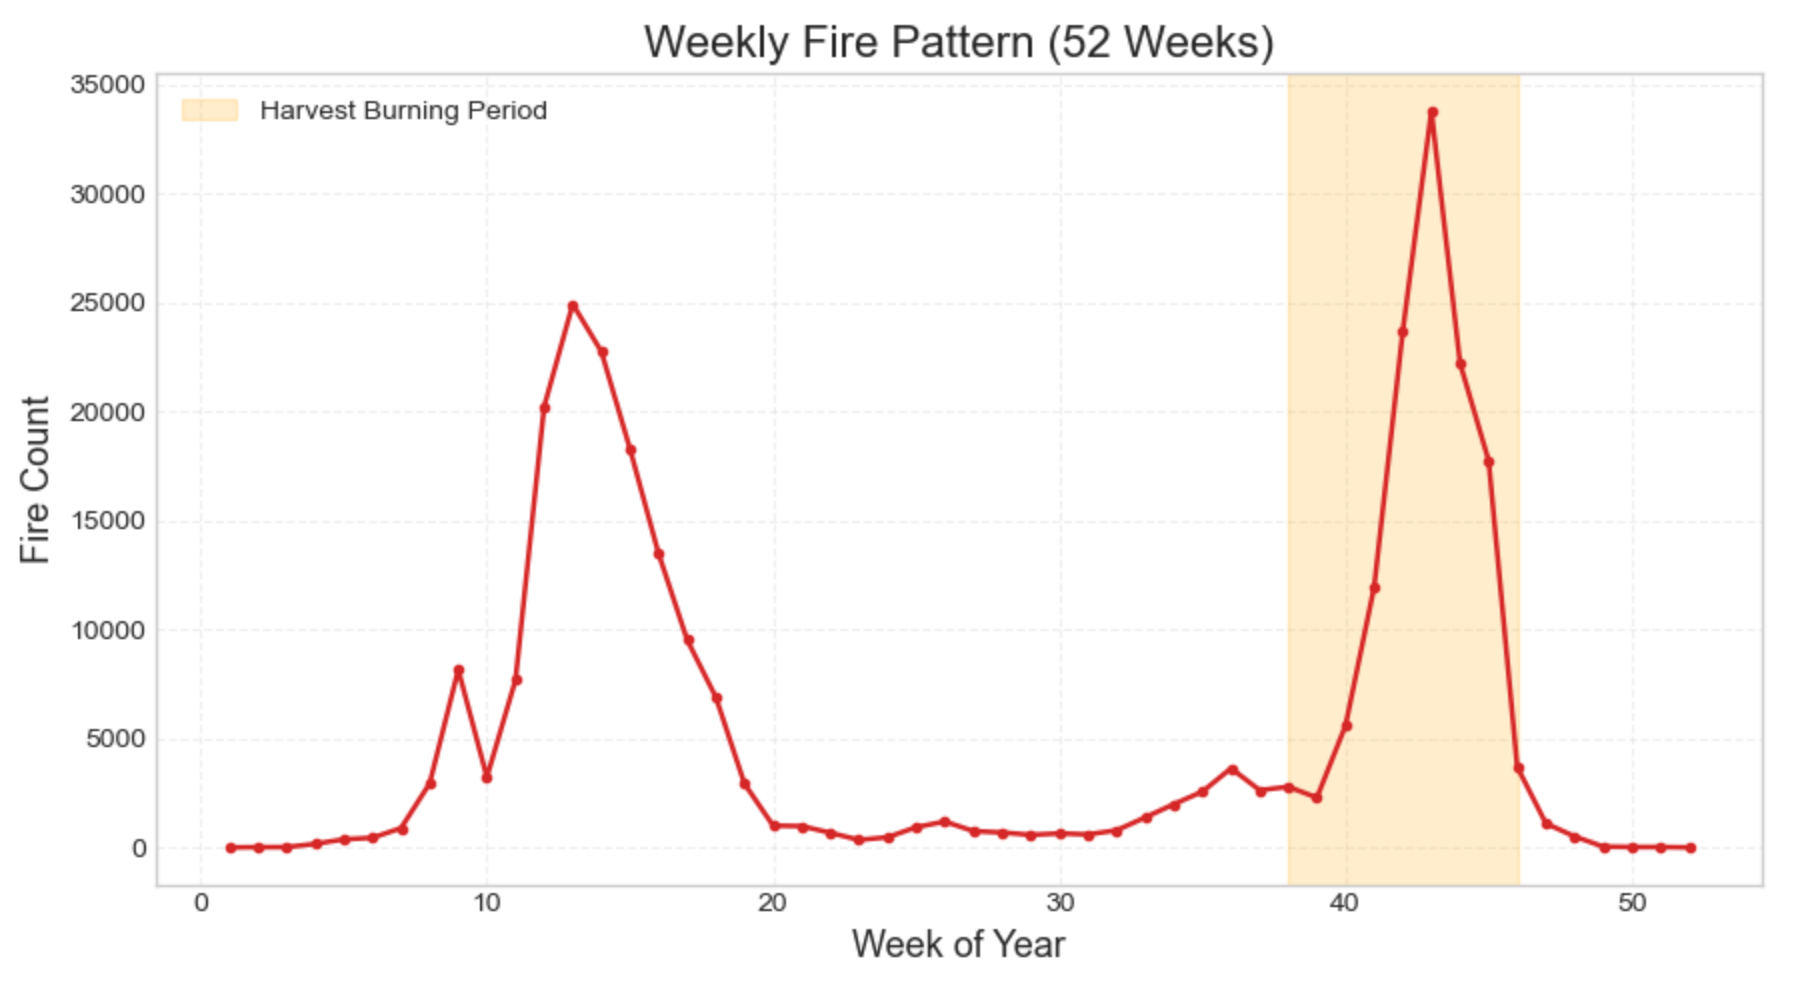 Weekly Fire Pattern (52 Weeks)
35000
Harvest Burning Period
30000
25000
20000
15000
10000
5000
0
Fire Count
0 10 20 30 40 50
Week of Year